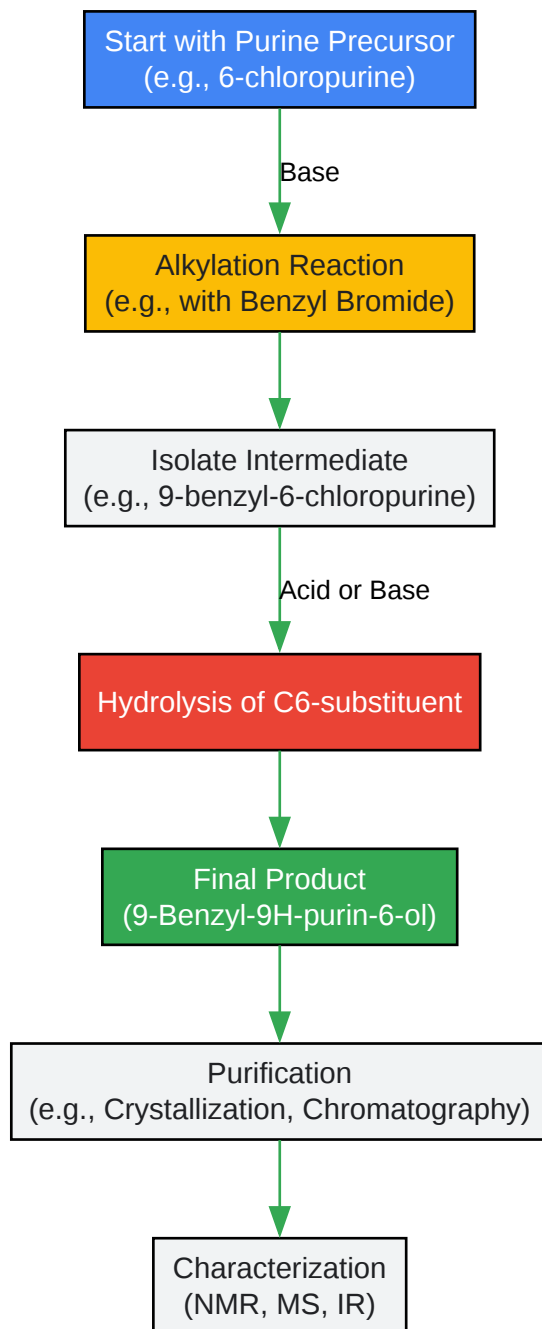 Start with Purine Precursor
(e.g., 6-chloropurine)
Base
Alkylation Reaction
(e.g., with Benzyl Bromide)
Isolate Intermediate
(e.g., 9-benzyl-6-chloropurine)
Acid or Base
Hydrolysis of C6-substituent
Final Product
(9-Benzyl-9H-purin-6-ol)
Purification
(e.g., Crystallization, Chromatography)
Characterization
(NMR, MS, IR)